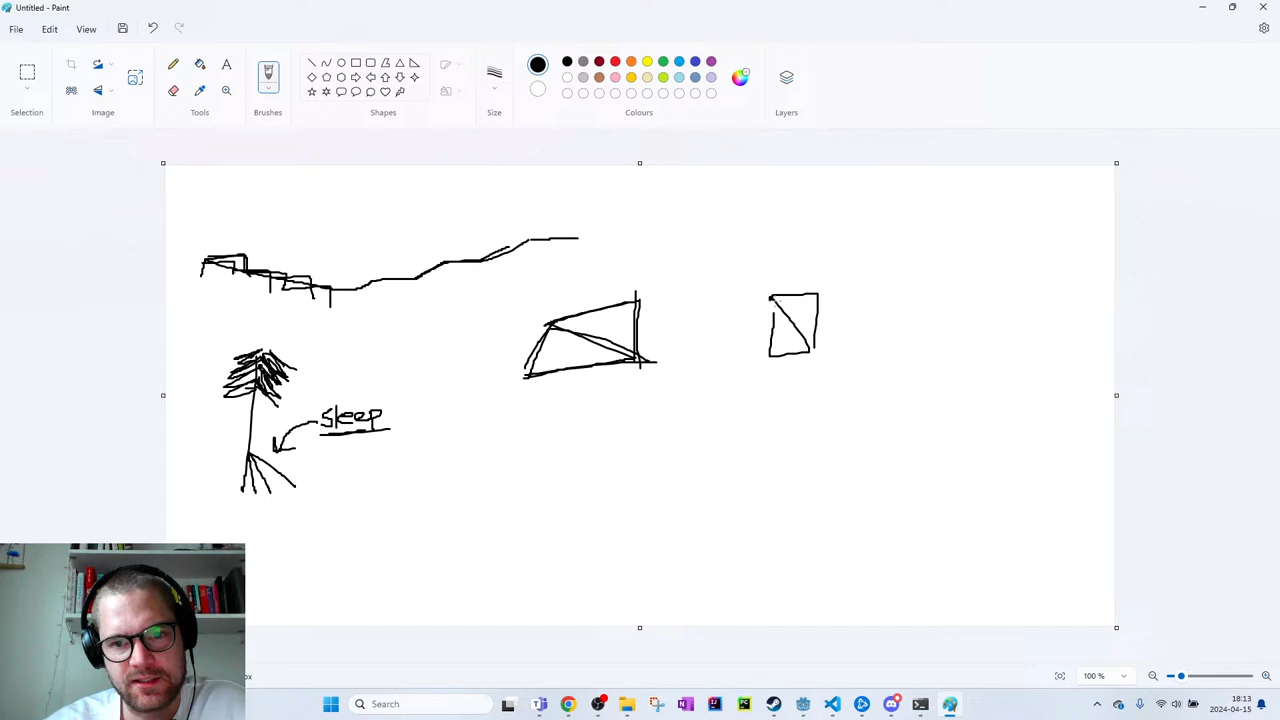 Untitled - Paint
File
Edit
View
Selection
Image
Tools
Brushes
Shapes
Size
Colours
Layers
sleep
100 %
Search
18:13
2024-04-15